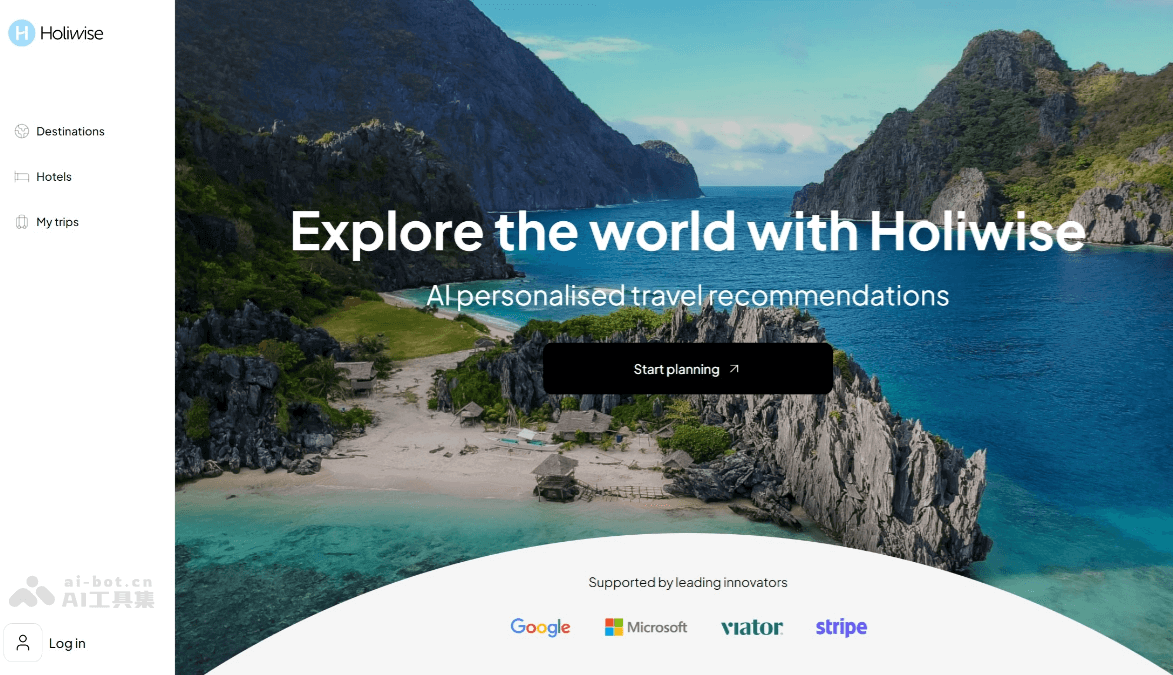 H Holiwise
Destinations
Hotels
My trips
Explore the world with Holiwise
AI personalised travel recommendations
Start planning
Supported by leading innovators
Google
Microsoft
viator
stripe
ai-bot.cn
AI工具集
Log in